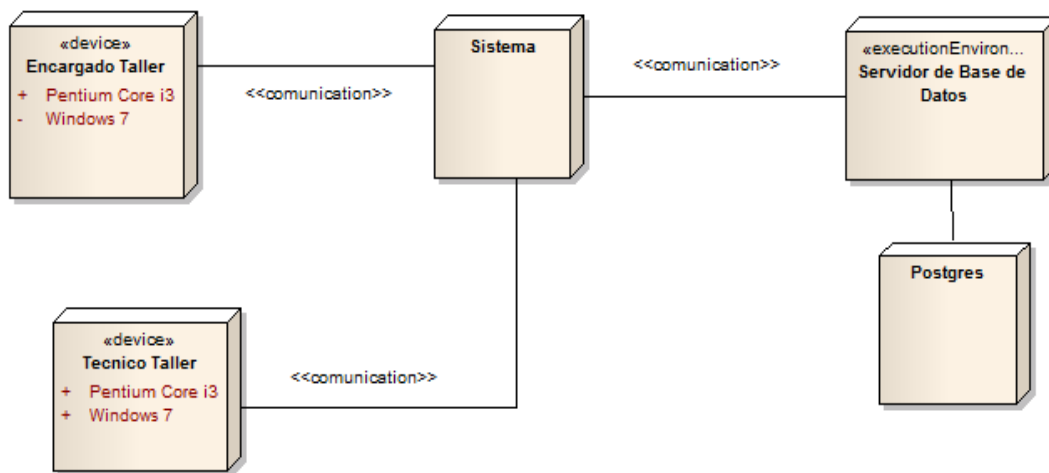 «device»
Encargado Taller
+ Pentium Core i3
- Windows 7
<<comunication>>
Sistema
<<comunication>>
«executionEnviron...
Servidor de Base de
Datos
Postgres
«device»
Tecnico Taller
+ Pentium Core i3
+ Windows 7
<<comunication>>